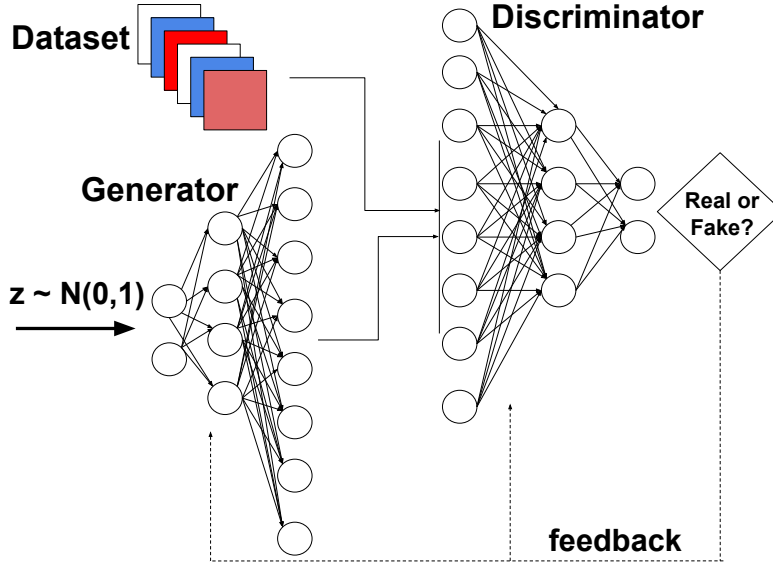 Dataset
Discriminator
Generator
Real or
Fake?
z ~ N(0,1)
feedback